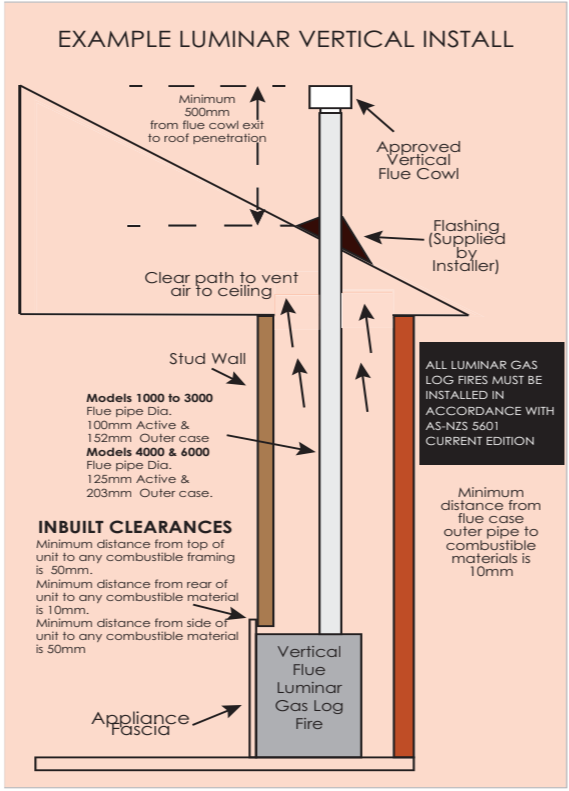 EXAMPLE LUMINAR VERTICAL INSTALL
Minimum
500mm
from flue cowl exit
to roof penetration
Approved
Vertical
Flue Cowl
Flashing
(Supplied
by
Installer)
Clear path to vent
air to ceiling
Stud Wall
Models 1000 to 3000
Flue pipe Dia.
100mm Active &
152mm Outer case
Models 4000 & 6000
Flue pipe Dia.
125mm Active &
203mm Outer case.
ALL LUMINAR GAS
LOG FIRES MUST BE
INSTALLED IN
ACCORDANCE WITH
AS-NZS 5601
CURRENT EDITION
Minimum
distance from
flue case
outer pipe to
combustible
materials is
10mm
INBUILT CLEARANCES
Minimum distance from top of
unit to any combustible framing
is 50mm.
Minimum distance from rear of
unit to any combustible material
is 10mm.
Minimum distance from side of
unit to any combustible material
is 50mm
Vertical
Flue
Luminar
Gas Log
Fire
Appliance
Fascia